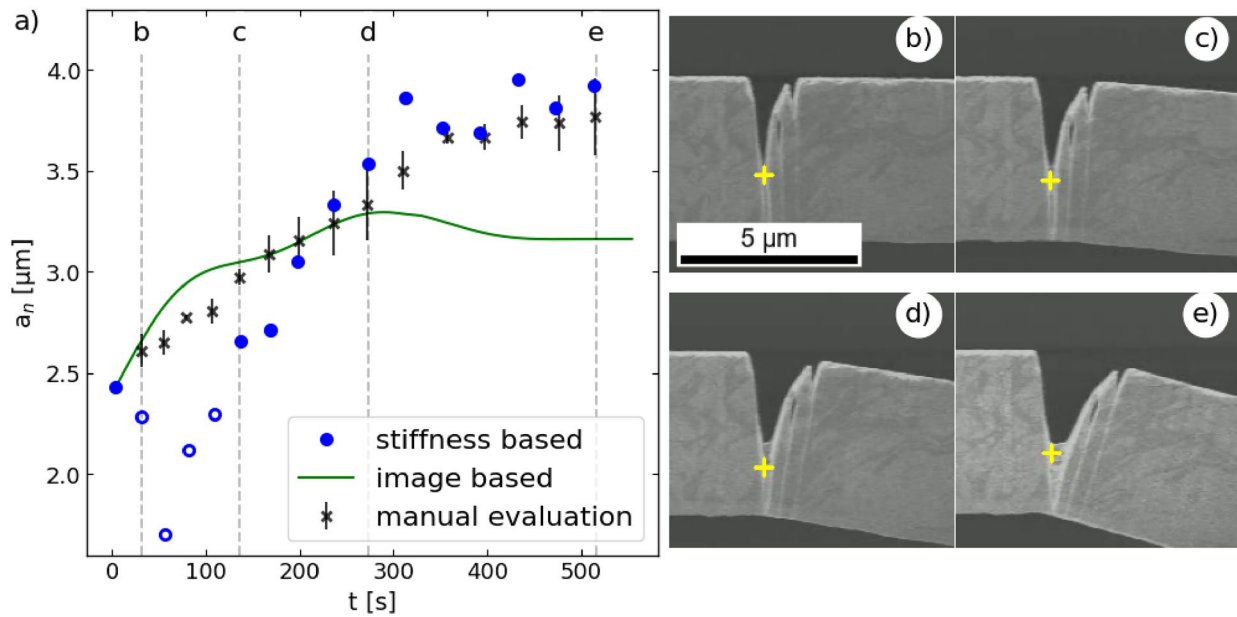 a)
b
c
d
e
4.0
3.5
3.0
2.5
2.0
aₙ [µm]
0
100
200
300
400
500
t [s]
stiffness based
image based
manual evaluation
b)
5 µm
c)
d)
e)